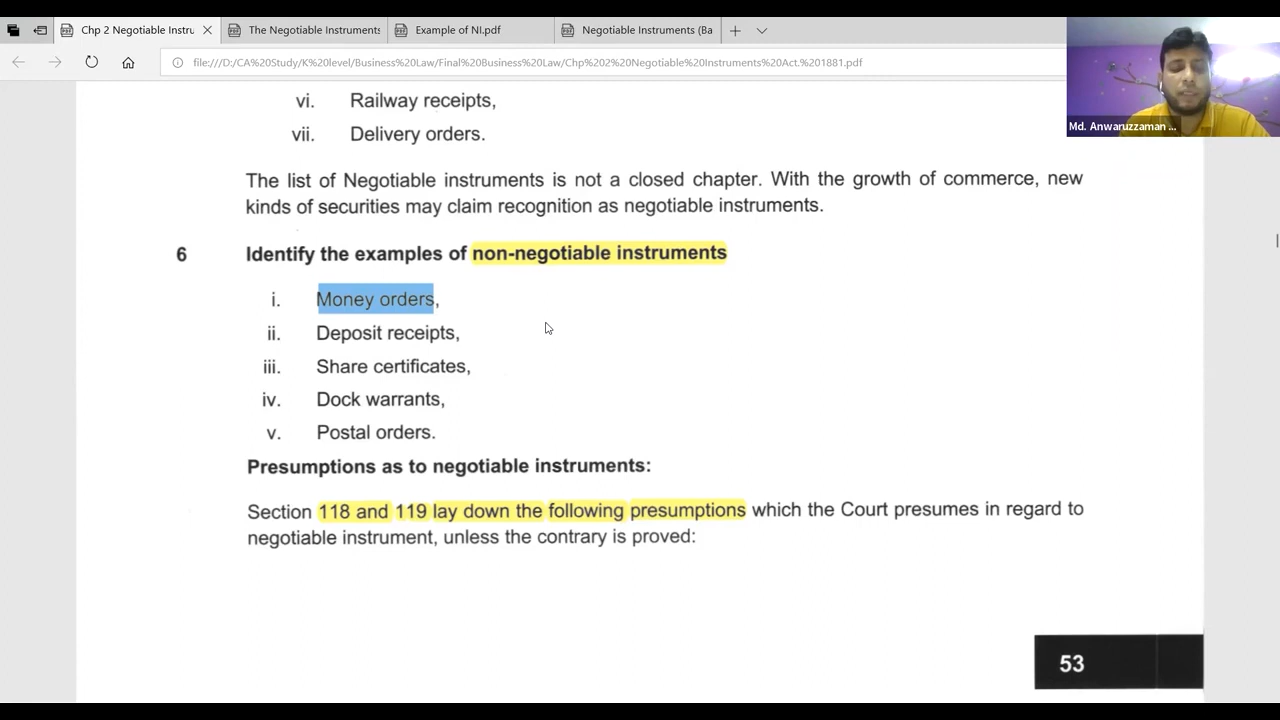 Chp 2 Negotiable Instru
The Negotiable Instruments
Example of NI.pdf
Negotiable Instruments (Ba
file:///D:/CA%20Study/K%20level/Business%20Law/Final%20Business%20Law/Chp%202%20Negotiable%20Instruments%20Act,%201881.pdf
Md. Anwaruzzaman ...
vi. Railway receipts,
vii. Delivery orders.
The list of Negotiable instruments is not a closed chapter. With the growth of commerce, new
kinds of securities may claim recognition as negotiable instruments.
6 Identify the examples of non-negotiable instruments
i. Money orders,
ii. Deposit receipts,
iii. Share certificates,
iv. Dock warrants,
v. Postal orders.
Presumptions as to negotiable instruments:
Section 118 and 119 lay down the following presumptions which the Court presumes in regard to
negotiable instrument, unless the contrary is proved:
53